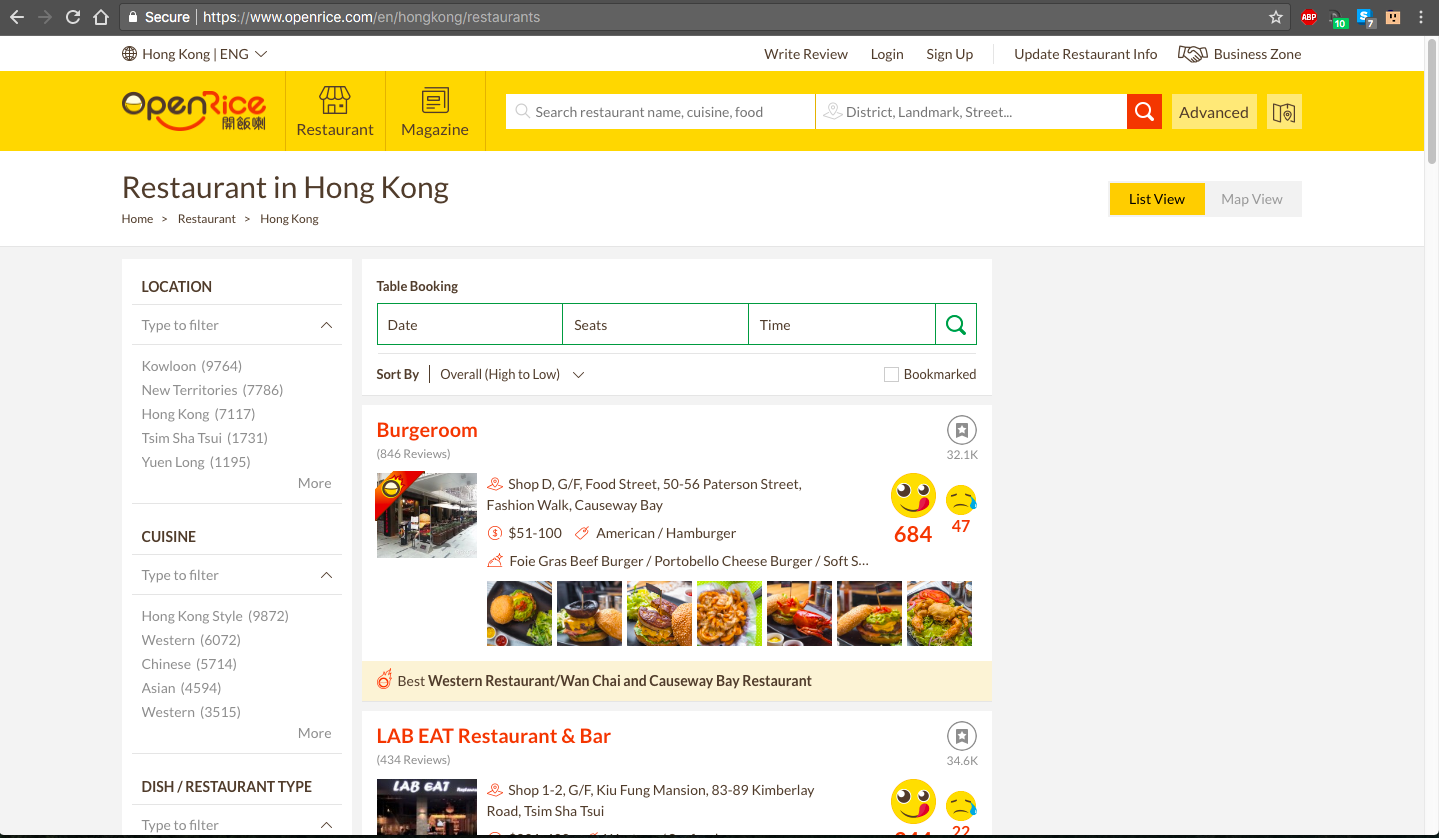 Secure | https://www.openrice.com/en/hongkong/restaurants
ABP
10
7
Hong Kong | ENG
Write Review
Login
Sign Up
Update Restaurant Info
Business Zone
OpenRice
開飯喇
Restaurant
Magazine
Search restaurant name, cuisine, food
District, Landmark, Street...
Advanced
Restaurant in Hong Kong
Home > Restaurant > Hong Kong
List View
Map View
LOCATION
Type to filter
Kowloon (9764)
New Territories (7786)
Hong Kong (7117)
Tsim Sha Tsui (1731)
Yuen Long (1195)
More
CUISINE
Type to filter
Hong Kong Style (9872)
Western (6072)
Chinese (5714)
Asian (4594)
Western (3515)
More
DISH / RESTAURANT TYPE
Type to filter
Table Booking
Date
Seats
Time
Sort By
Overall (High to Low)
Bookmarked
Burgeroom
(846 Reviews)
32.1K
Shop D, G/F, Food Street, 50-56 Paterson Street,
Fashion Walk, Causeway Bay
684
47
$51-100
American / Hamburger
Foie Gras Beef Burger / Portobello Cheese Burger / Soft S...
Best Western Restaurant/Wan Chai and Causeway Bay Restaurant
LAB EAT Restaurant & Bar
(434 Reviews)
34.6K
LAB EAT
Shop 1-2, G/F, Kiu Fung Mansion, 83-89 Kimberlay
Road, Tsim Sha Tsui
22